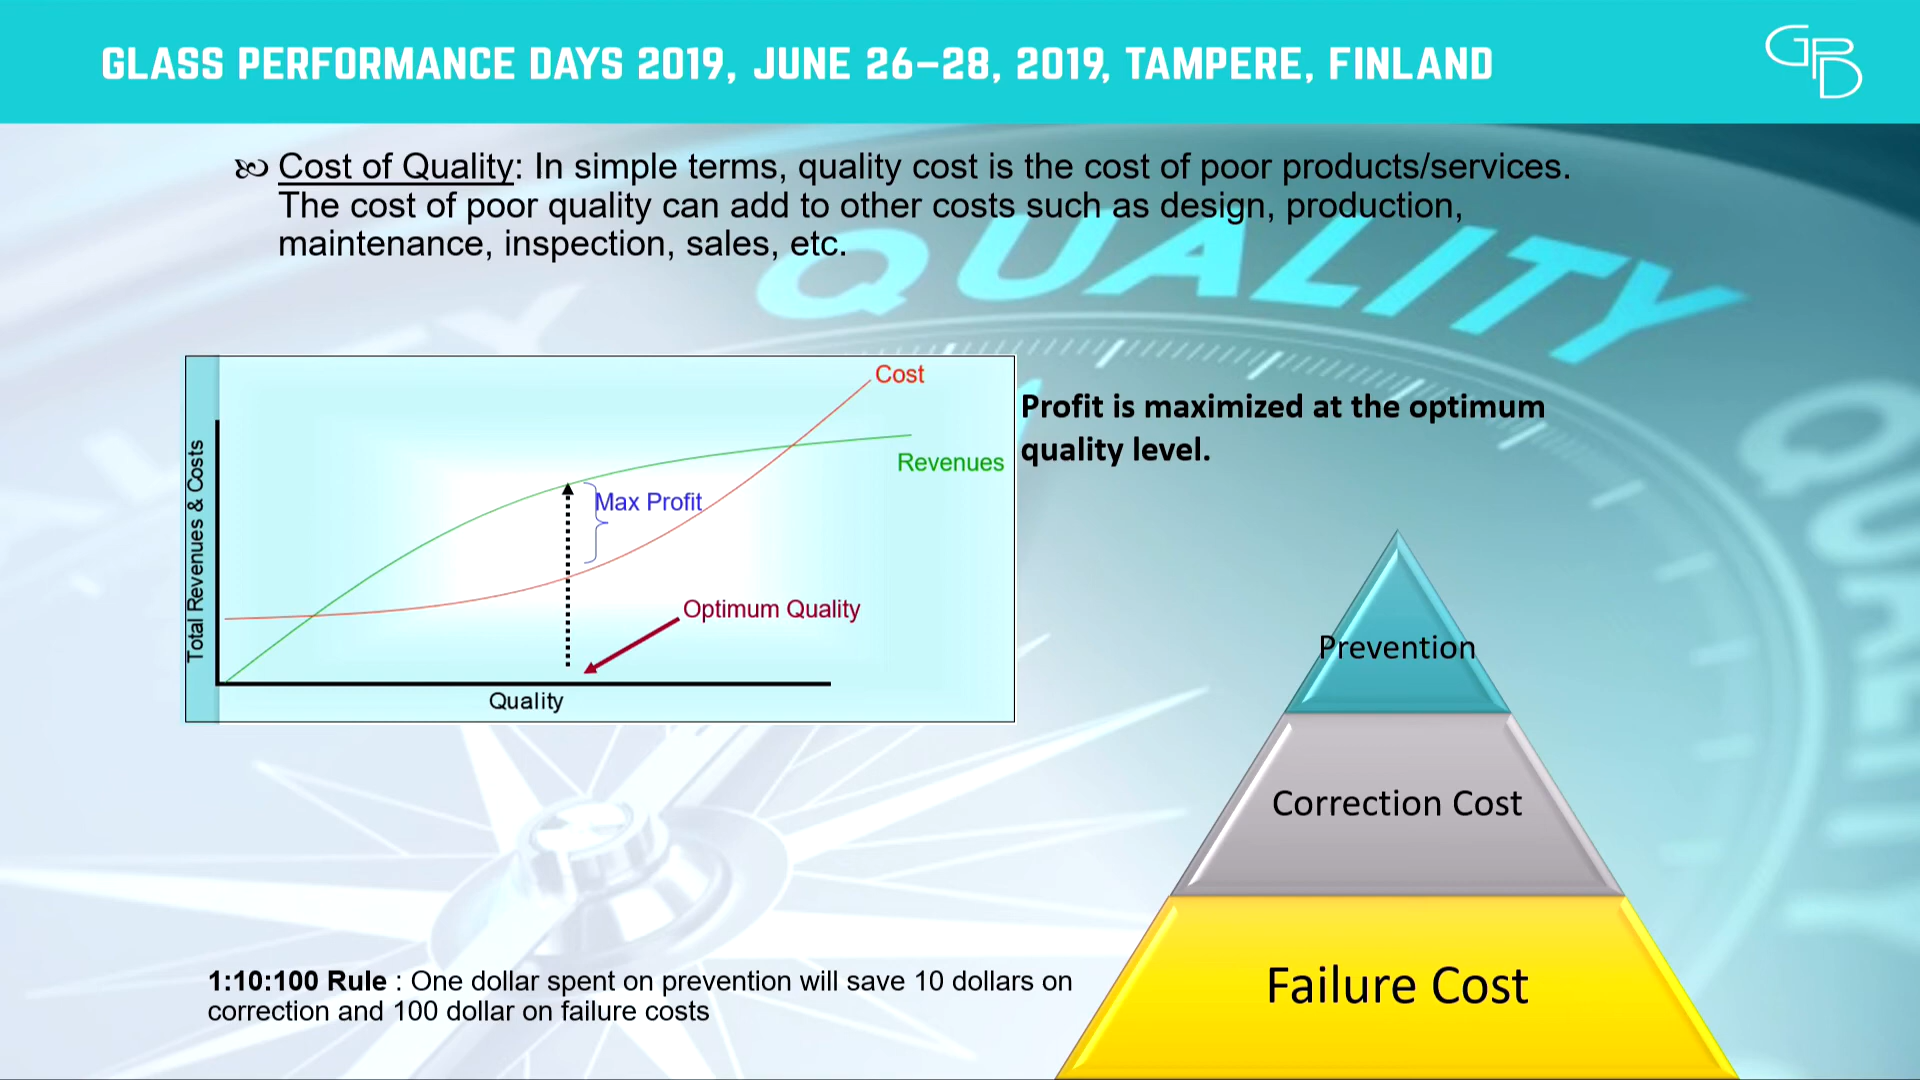 GLASS PERFORMANCE DAYS 2019, JUNE 26–28, 2019, TAMPERE, FINLAND
GPD
Cost of Quality: In simple terms, quality cost is the cost of poor products/services.
The cost of poor quality can add to other costs such as design, production,
maintenance, inspection, sales, etc.
QUALITY
QUALITY
Cost
Revenues
Max Profit
Optimum Quality
Total Revenues & Costs
Quality
Profit is maximized at the optimum
quality level.
Prevention
Correction Cost
Failure Cost
1:10:100 Rule : One dollar spent on prevention will save 10 dollars on
correction and 100 dollar on failure costs